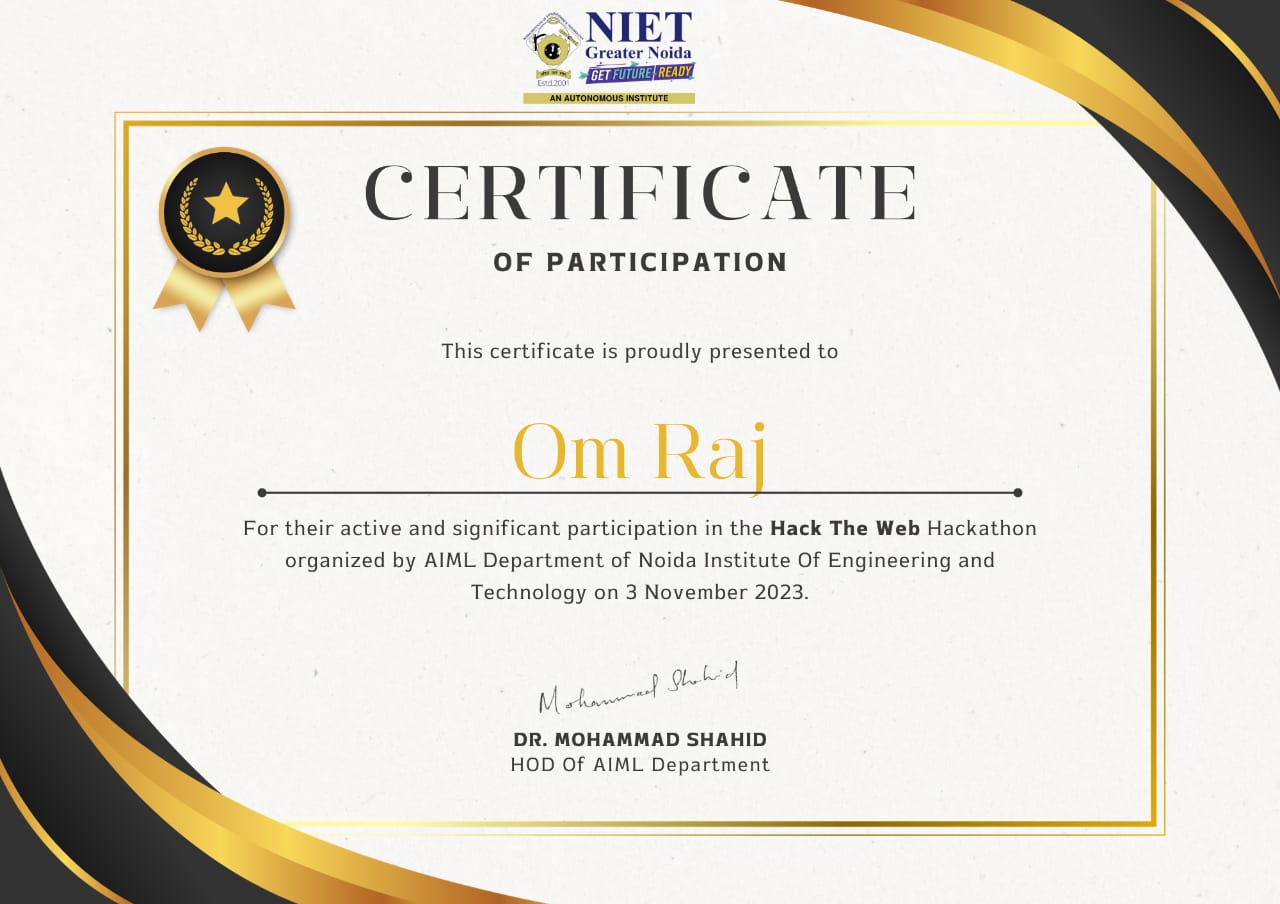 NIET
Greater Noida
GET FUTURE READY
Estd.2001
AN AUTONOMOUS INSTITUTE
CERTIFICATE
OF PARTICIPATION
This certificate is proudly presented to
Om Raj
For their active and significant participation in the Hack The Web Hackathon
organized by AIML Department of Noida Institute Of Engineering and
Technology on 3 November 2023.
Mohammad Shahid
DR. MOHAMMAD SHAHID
HOD Of AIML Department